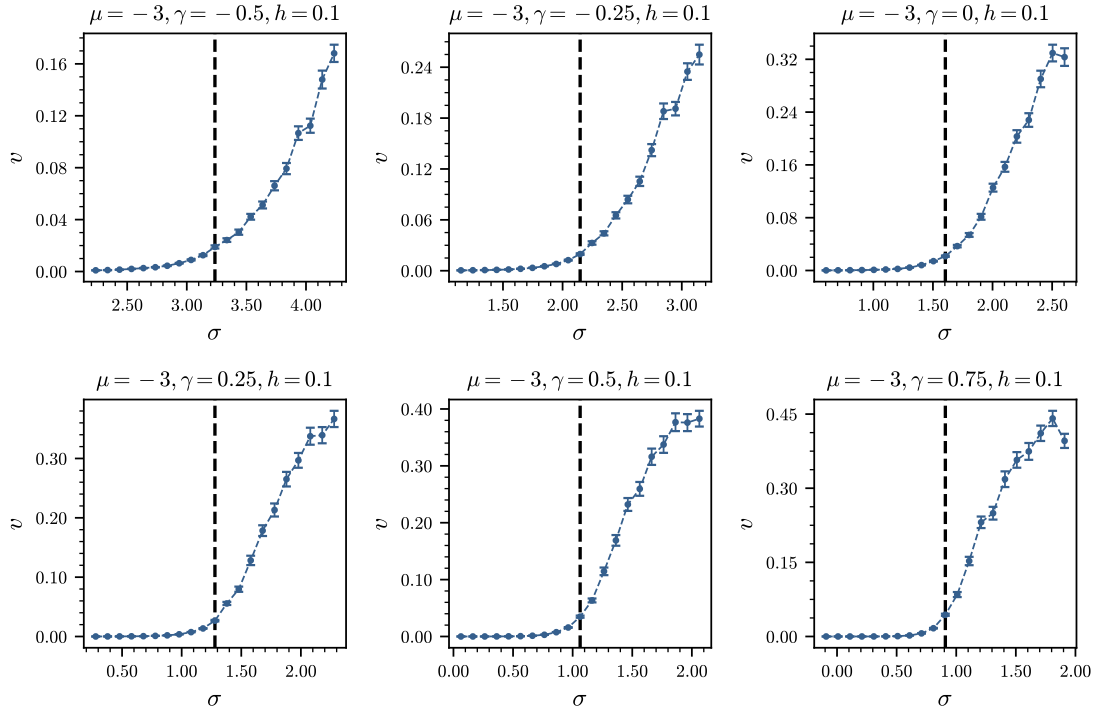 μ = − 3, γ = − 0.5, h = 0.1
v
0.16
0.12
0.08
0.04
0.00
2.50 3.00 3.50 4.00
σ
μ = − 3, γ = − 0.25, h = 0.1
v
0.24
0.18
0.12
0.06
0.00
1.50 2.00 2.50 3.00
σ
μ = − 3, γ = 0, h = 0.1
v
0.32
0.24
0.16
0.08
0.00
1.00 1.50 2.00 2.50
σ
μ = − 3, γ = 0.25, h = 0.1
v
0.30
0.20
0.10
0.00
0.50 1.00 1.50 2.00
σ
μ = − 3, γ = 0.5, h = 0.1
v
0.40
0.30
0.20
0.10
0.00
0.00 0.50 1.00 1.50 2.00
σ
μ = − 3, γ = 0.75, h = 0.1
v
0.45
0.30
0.15
0.00
0.00 0.50 1.00 1.50 2.00
σ